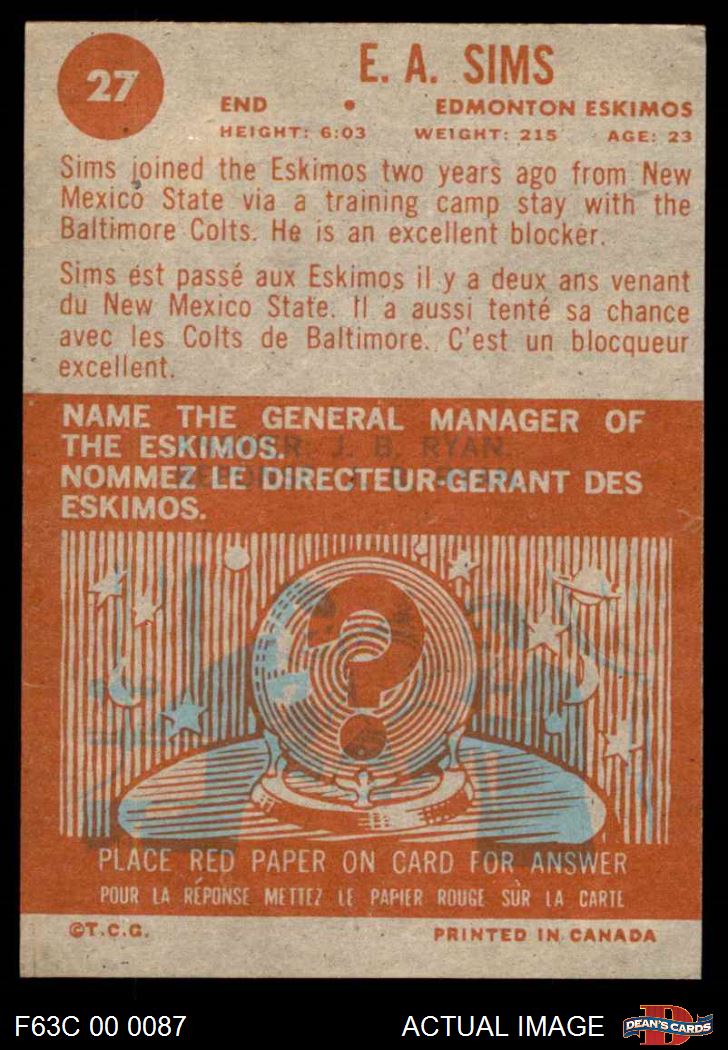 27
E. A. SIMS
END • EDMONTON ESKIMOS
HEIGHT: 6:03 WEIGHT: 215 AGE: 23
Sims joined the Eskimos two years ago from New
Mexico State via a training camp stay with the
Baltimore Colts. He is an excellent blocker.
Sims est passé aux Eskimos il y a deux ans venant
du New Mexico State. Il a aussi tenté sa chance
avec les Colts de Baltimore. C'est un blocqueur
excellent.
NAME THE GENERAL MANAGER OF
THE ESKIMOS.
J. B. RYAN.
NOMMEZ LE DIRECTEUR-GERANT DES
ESKIMOS.
?
PLACE RED PAPER ON CARD FOR ANSWER
POUR LA RÉPONSE METTEZ LE PAPIER ROUGE SUR LA CARTE
©T.C.G. PRINTED IN CANADA
F63C 00 0087 ACTUAL IMAGE
D
DEAN'S CARDS